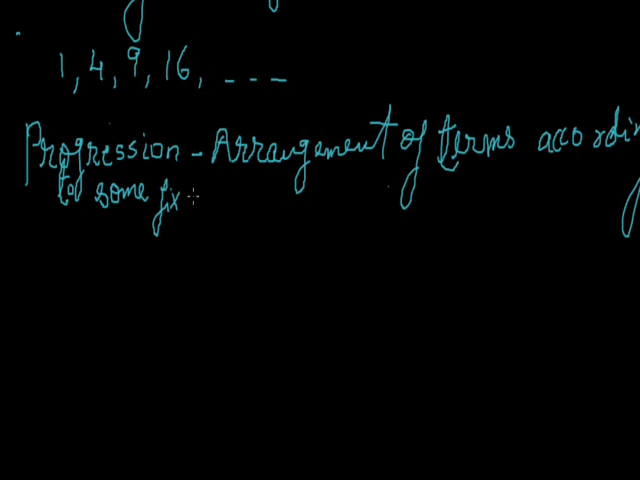 1, 4, 9, 16, - - -
Progression - Arrangement of terms accordin
to some fix